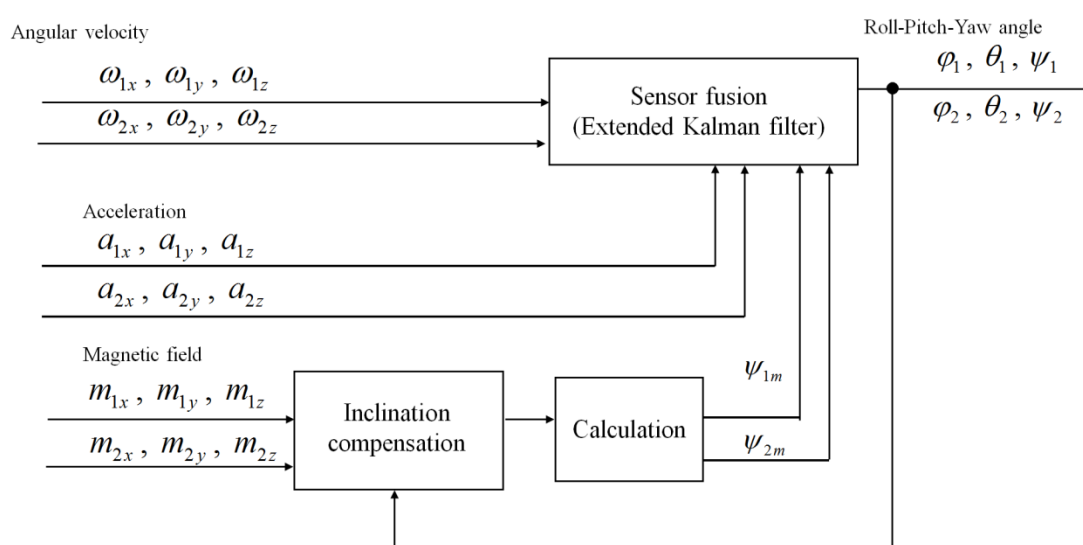 Angular velocity
Roll-Pitch-Yaw angle
ω1x , ω1y , ω1z
φ1 , θ1 , ψ1
Sensor fusion
(Extended Kalman filter)
ω2x , ω2y , ω2z
φ2 , θ2 , ψ2
Acceleration
a1x , a1y , a1z
a2x , a2y , a2z
Magnetic field
ψ1m
m1x , m1y , m1z
Inclination
compensation
Calculation
m2x , m2y , m2z
ψ2m